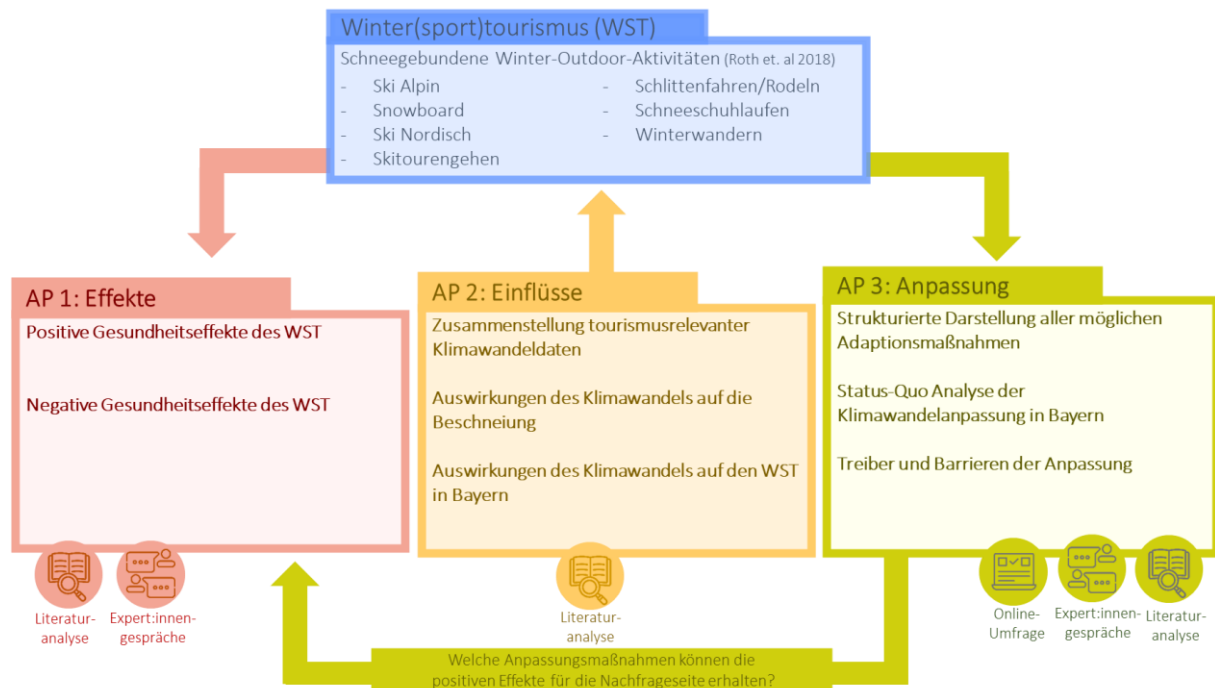 Winter(sport)tourismus (WST)
Schneegebundene Winter-Outdoor-Aktivitäten (Roth et. al 2018)
- Ski Alpin
- Snowboard
- Ski Nordisch
- Skitourengehen
- Schlittenfahren/Rodeln
- Schneeschuhlaufen
- Winterwandern
AP 1: Effekte
Positive Gesundheitseffekte des WST
Negative Gesundheitseffekte des WST
Literatur-
analyse
Expert:innen-
gespräche
AP 2: Einflüsse
Zusammenstellung tourismusrelevanter
Klimawandeldaten
Auswirkungen des Klimawandels auf die
Beschneiung
Auswirkungen des Klimawandels auf den WST
in Bayern
Literatur-
analyse
AP 3: Anpassung
Strukturierte Darstellung aller möglichen
Adaptionsmaßnahmen
Status-Quo Analyse der
Klimawandelanpassung in Bayern
Treiber und Barrieren der Anpassung
Online-
Umfrage
Expert:innen-
gespräche
Literatur-
analyse
Welche Anpassungsmaßnahmen können die
positiven Effekte für die Nachfrageseite erhalten?